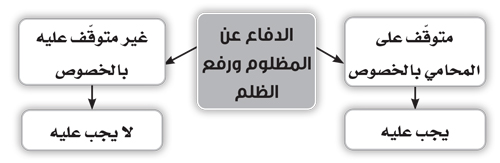 الدفاع عن
المظلوم ورفع
الظلم
متوقّف على
المحامي بالخصوص
يجب عليه
غير متوقّف عليه
بالخصوص
لا يجب عليه